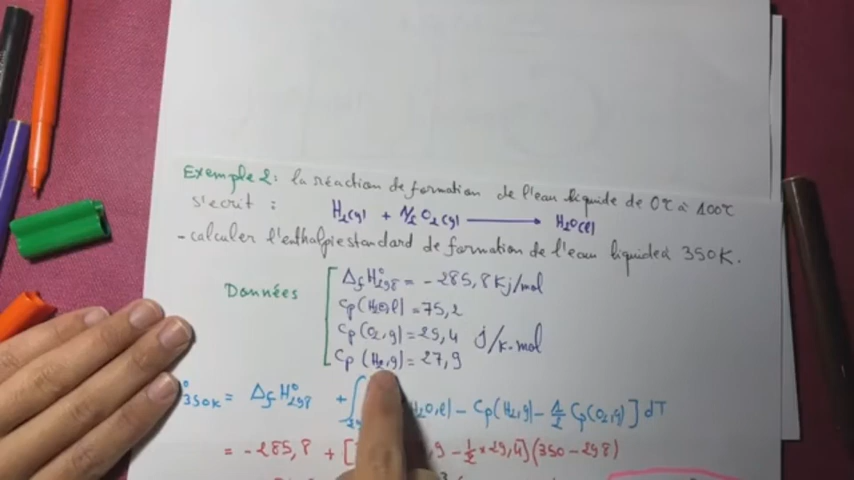 Exemple 2: la réaction de formation de l'eau liquide de 0°C à 100°C
s'ecrit :
H₂(g) + 1/2 O₂(g) → H₂O(l)
- calculer l'enthalpie standard de formation de l'eau liquide à 350K.
Données
ΔfH°298 = -285,8 Kj/mol
Cp(H₂O,l) = 75,2
Cp(O₂,g) = 29,4 j/K.mol
Cp(H₂,g) = 27,9
350K = ΔfH°298 + ∫ H₂O,l) - Cp(H₂,g) - 1/2 Cp(O₂,g)] dT
= -285,8 + [ ,9 - 1/2 × 29,4](350 - 298)